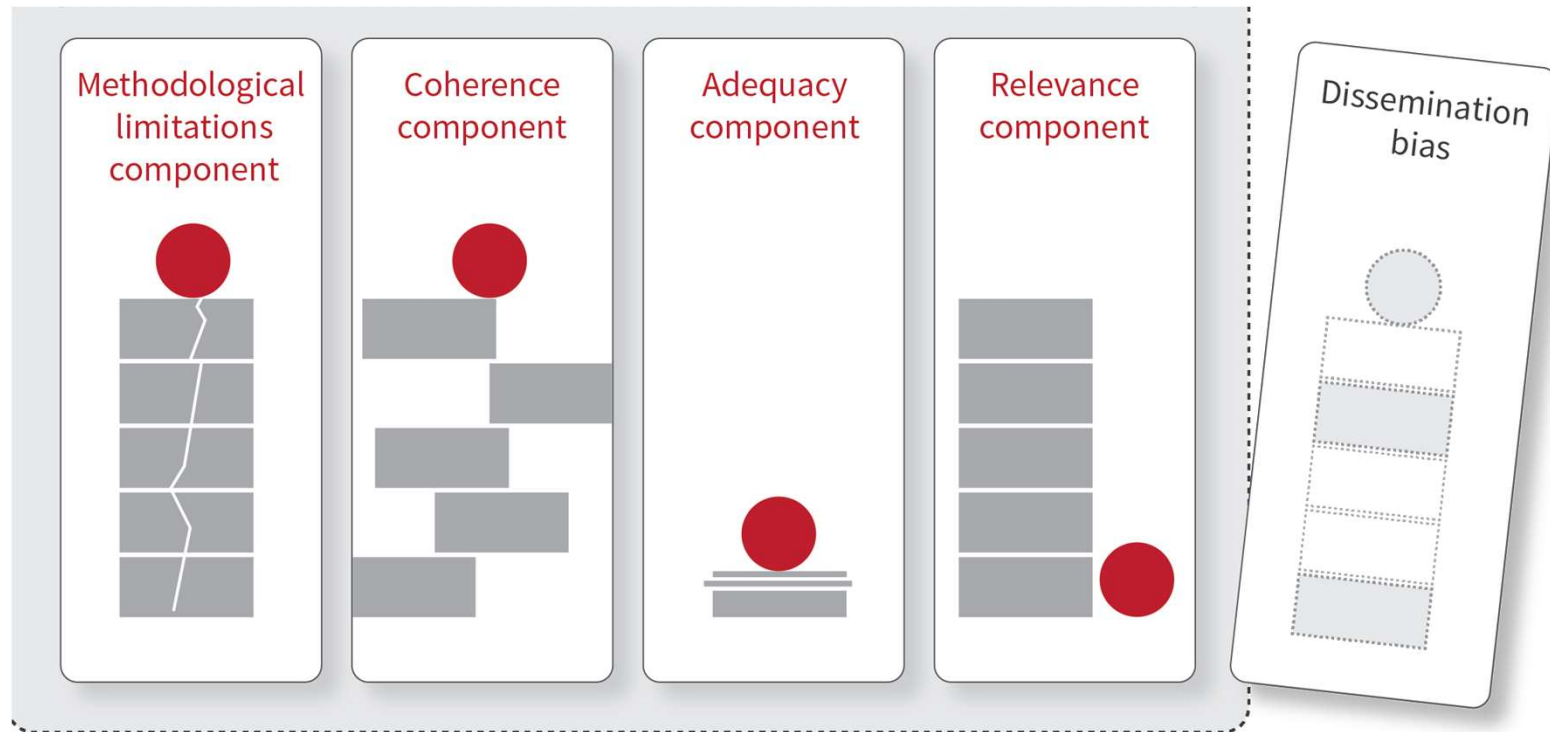 Methodological
limitations
component
Coherence
component
Adequacy
component
Relevance
component
Dissemination
bias